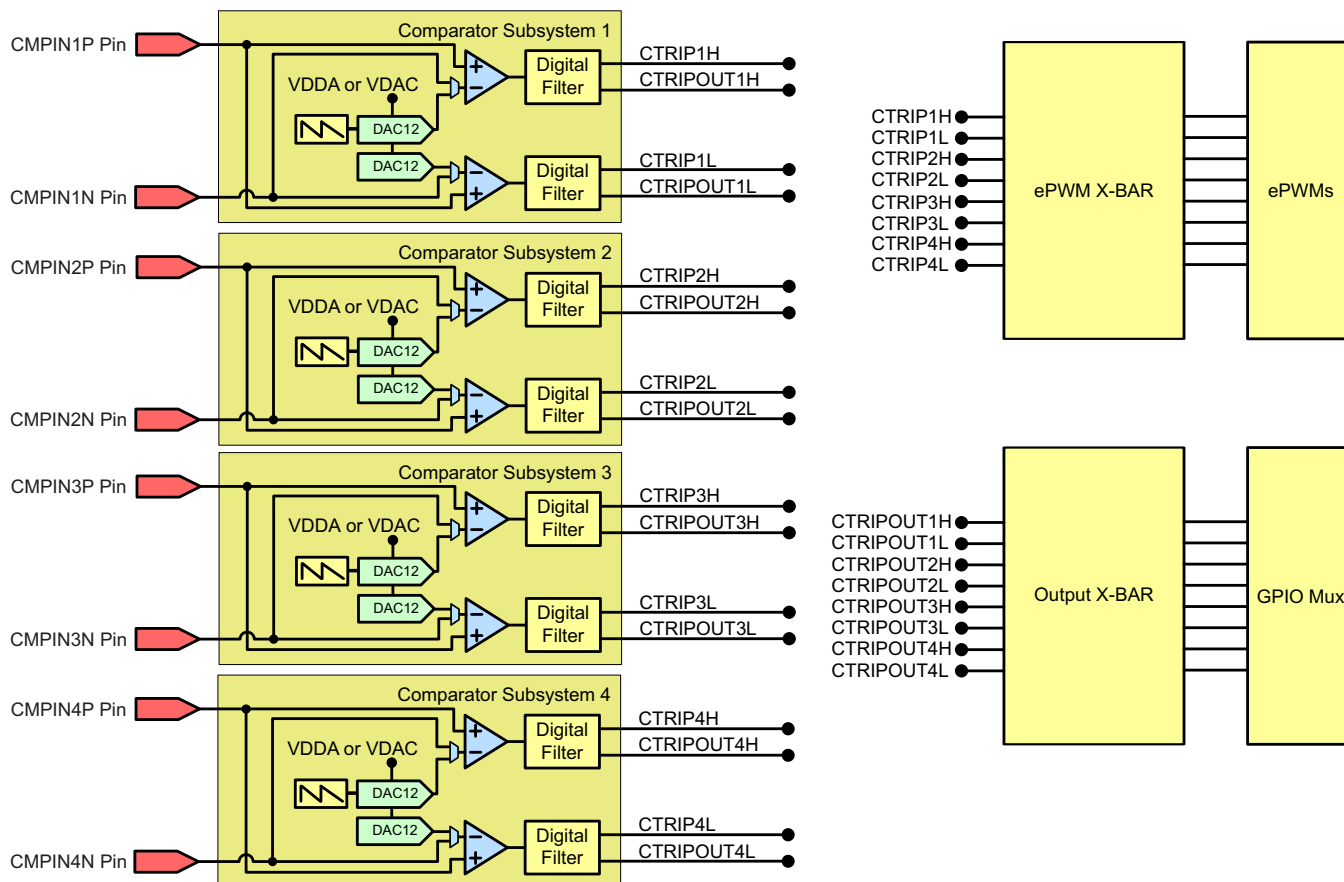 Comparator Subsystem 1
CMPIN1P Pin
VDDA or VDAC
DAC12
DAC12
+
−
Digital
Filter
CTRIP1H
CTRIPOUT1H
CMPIN1N Pin
−
+
Digital
Filter
CTRIP1L
CTRIPOUT1L
Comparator Subsystem 2
CMPIN2P Pin
VDDA or VDAC
DAC12
DAC12
+
−
Digital
Filter
CTRIP2H
CTRIPOUT2H
CMPIN2N Pin
−
+
Digital
Filter
CTRIP2L
CTRIPOUT2L
Comparator Subsystem 3
CMPIN3P Pin
VDDA or VDAC
DAC12
DAC12
+
−
Digital
Filter
CTRIP3H
CTRIPOUT3H
CMPIN3N Pin
−
+
Digital
Filter
CTRIP3L
CTRIPOUT3L
Comparator Subsystem 4
CMPIN4P Pin
VDDA or VDAC
DAC12
DAC12
+
−
Digital
Filter
CTRIP4H
CTRIPOUT4H
CMPIN4N Pin
−
+
Digital
Filter
CTRIP4L
CTRIPOUT4L
CTRIP1H
CTRIP1L
CTRIP2H
CTRIP2L
CTRIP3H
CTRIP3L
CTRIP4H
CTRIP4L
ePWM X-BAR
ePWMs
CTRIPOUT1H
CTRIPOUT1L
CTRIPOUT2H
CTRIPOUT2L
CTRIPOUT3H
CTRIPOUT3L
CTRIPOUT4H
CTRIPOUT4L
Output X-BAR
GPIO Mux